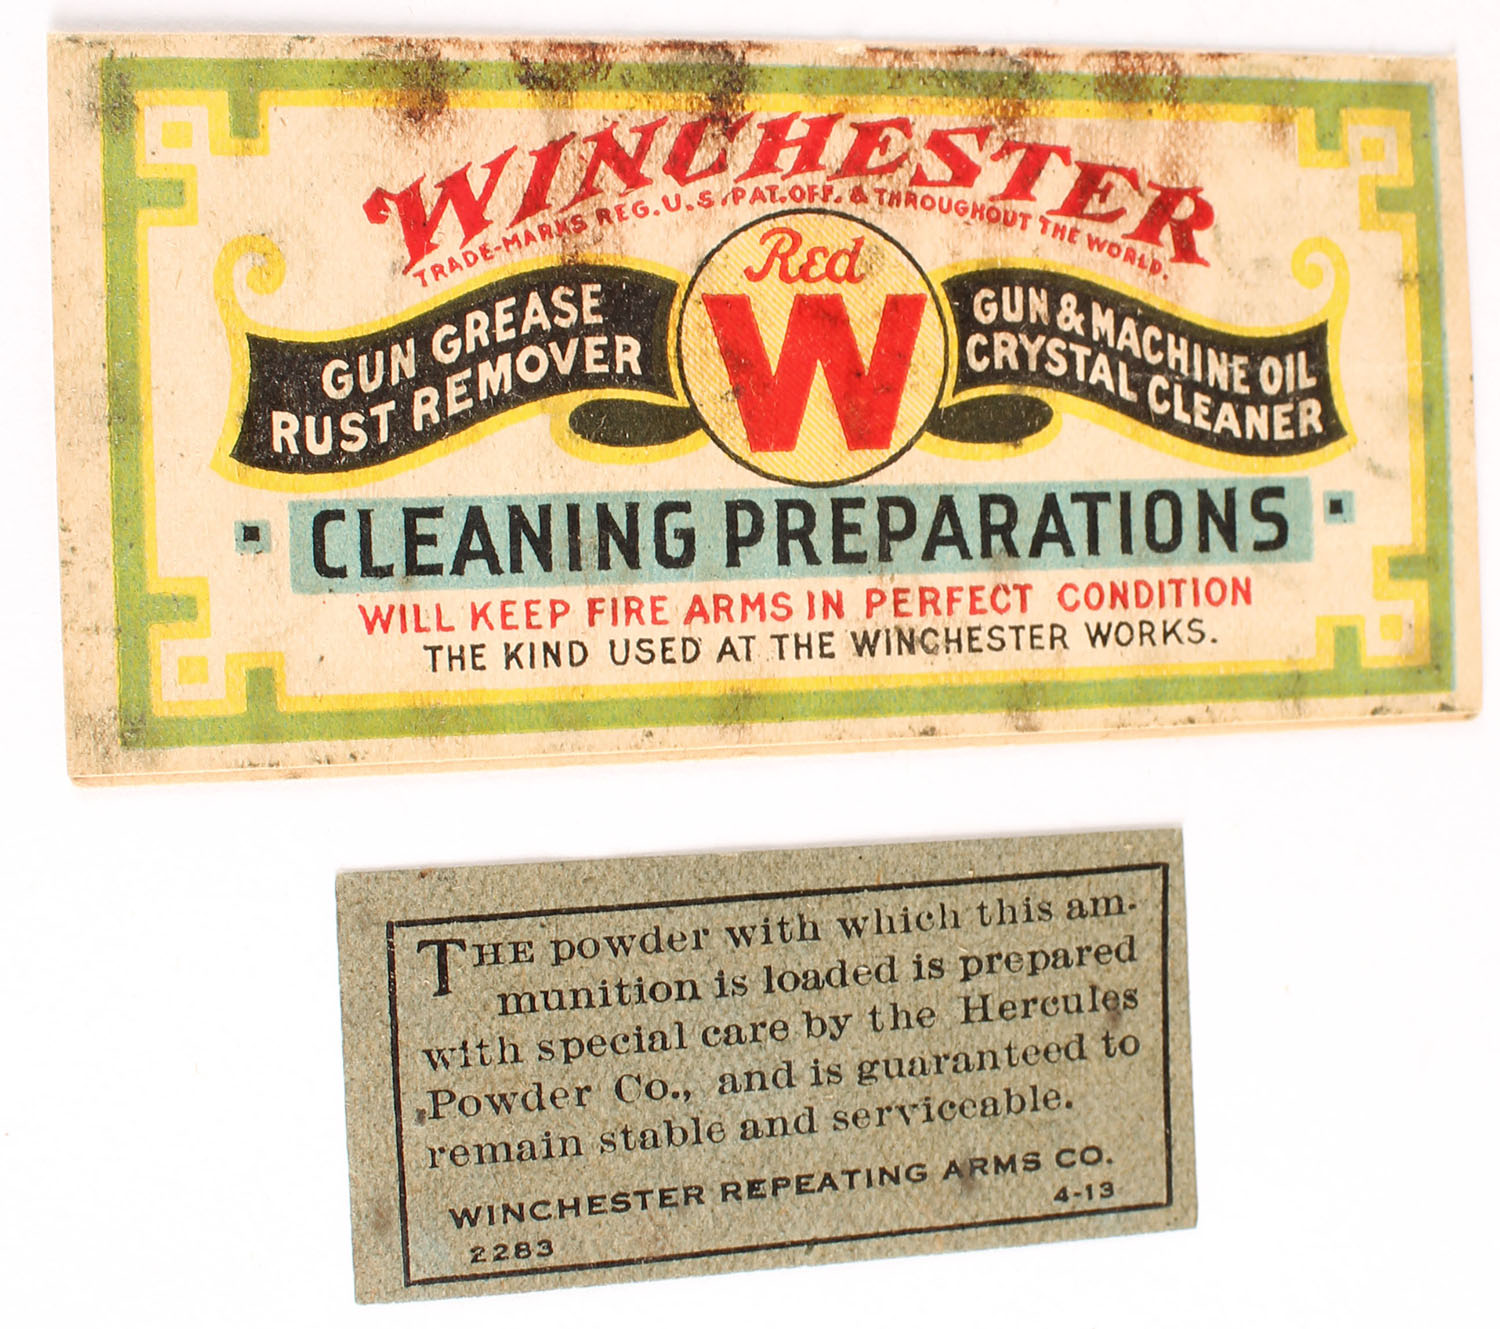 WINCHESTER
TRADE-MARKS REG. U.S. PAT. OFF. & THROUGHOUT THE WORLD.
Red
W
GUN GREASE
RUST REMOVER
GUN & MACHINE OIL
CRYSTAL CLEANER
CLEANING PREPARATIONS
WILL KEEP FIRE ARMS IN PERFECT CONDITION
THE KIND USED AT THE WINCHESTER WORKS.
THE powder with which this am-
munition is loaded is prepared
with special care by the Hercules
Powder Co., and is guaranteed to
remain stable and serviceable.
WINCHESTER REPEATING ARMS CO.
4-13
2283